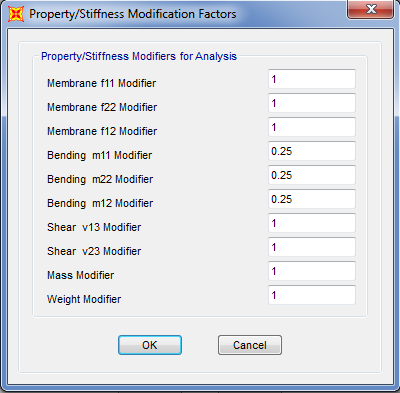 Property/Stiffness Modification Factors
Property/Stiffness Modifiers for Analysis
Membrane f11 Modifier 1
Membrane f22 Modifier 1
Membrane f12 Modifier 1
Bending m11 Modifier 0.25
Bending m22 Modifier 0.25
Bending m12 Modifier 0.25
Shear v13 Modifier 1
Shear v23 Modifier 1
Mass Modifier 1
Weight Modifier 1
OK Cancel